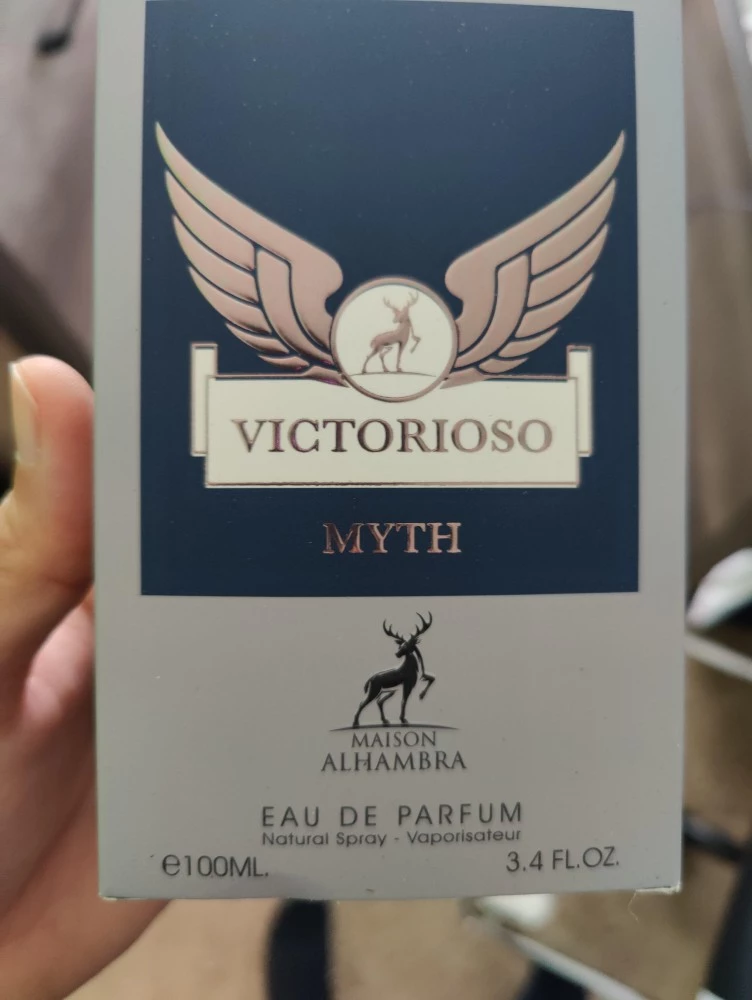 VICTORIOSO
MYTH
MAISON
ALHAMBRA
EAU DE PARFUM
Natural Spray - Vaporisateur
℮100ML.
3.4 FL.OZ.